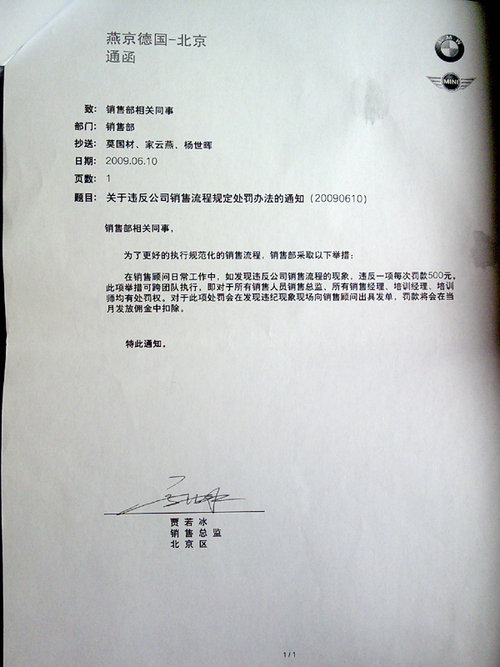 燕京德国-北京
通函
BMW
MINI
致： 销售部相关同事
部门： 销售部
抄送： 莫国材、家云燕、杨世晖
日期： 2009.06.10
页数： 1
题目： 关于违反公司销售流程规定处罚办法的通知（20090610）
销售部相关同事，
为了更好的执行规范化的销售流程，销售部采取以下举措：
在销售顾问日常工作中，如发现违反公司销售流程的现象，违反一项每次罚款500元。
此项举措可跨团队执行，即对于所有销售人员销售总监、所有销售经理、培训经理、培训
师均有处罚权。对于此项处罚会在发现违纪现象现场向销售顾问出具发单，罚款将会在当
月发放佣金中扣除。
特此通知。
贾若冰
销售总监
北京区
1/1